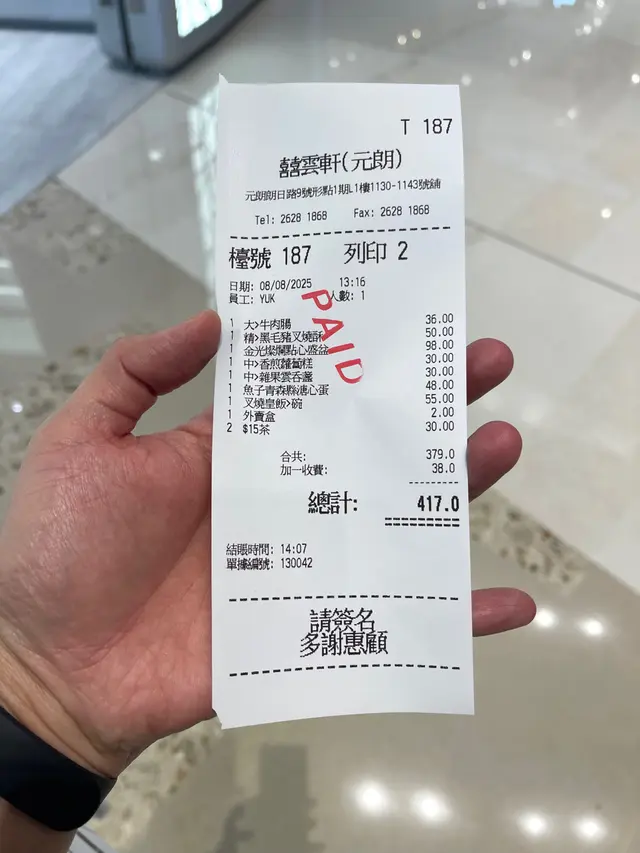 T 187
囍雲軒(元朗)
元朗朗日路9號形點1期L1樓1130-1143號舖
Tel: 2628 1868 Fax: 2628 1868
檯號 187 列印 2
日期: 08/08/2025 13:16
員工: YUK 人數: 1
PAID
1 大>牛肉腸 36.00
1 精>黑毛豬叉燒酥 50.00
1 金光燦爛點心盛盆 98.00
1 中>香煎蘿蔔糕 30.00
1 中>雜果雲呑盞 30.00
1 魚子青森縣溏心蛋 48.00
1 叉燒皇飯>碗 55.00
1 外賣盒 2.00
2 $15茶 30.00
合共: 379.0
加一收費: 38.0
總計: 417.0
結賬時間: 14:07
單據編號: 130042
請簽名
多謝惠顧